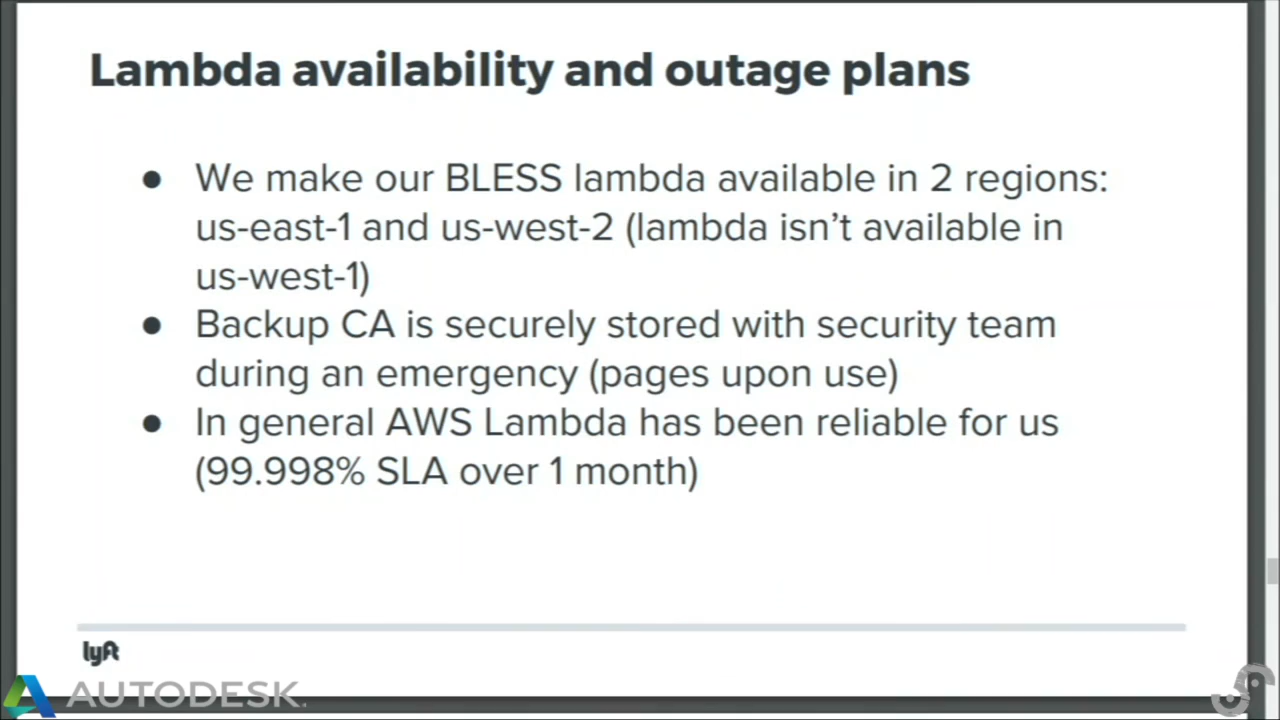 Lambda availability and outage plans
● We make our BLESS lambda available in 2 regions:
us-east-1 and us-west-2 (lambda isn’t available in
us-west-1)
● Backup CA is securely stored with security team
during an emergency (pages upon use)
● In general AWS Lambda has been reliable for us
(99.998% SLA over 1 month)
lyft
AUTODESK.